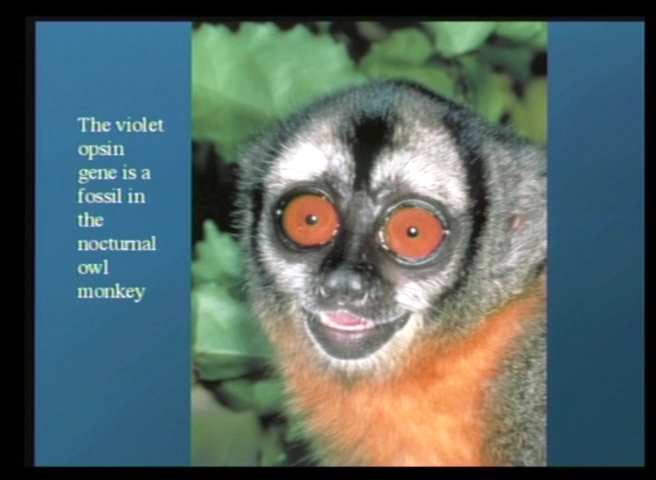 The violet
opsin
gene is a
fossil in
the
nocturnal
owl
monkey